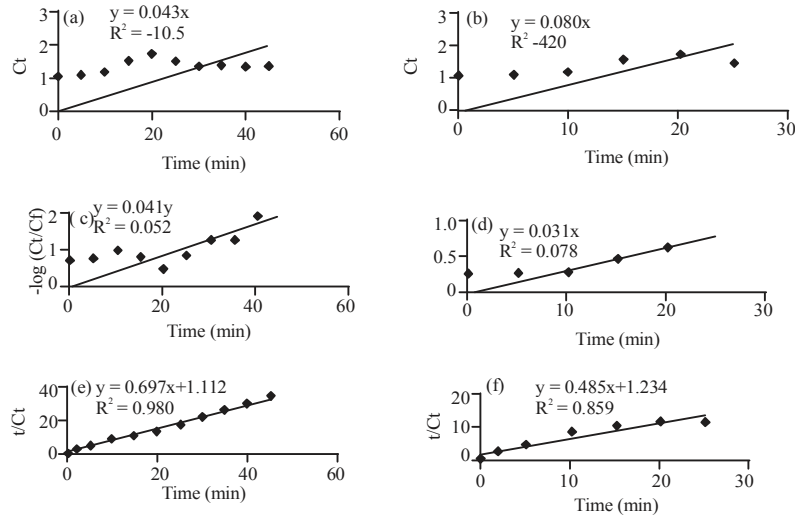 (a)
y = 0.043x
R² = -10.5
3
2
1
0
Ct
0
20
40
60
Time (min)
(b)
y = 0.080x
R² -420
3
2
1
0
Ct
0
10
20
30
Time (min)
( c)
y = 0.041y
R² = 0.052
2
1
0
-log (Ct/Cf)
0
20
40
60
Time (min)
(d)
y = 0.031x
R² = 0.078
1.0
0.5
0
0
10
20
30
Time (min)
(e)
y = 0.697x+1.112
R² = 0.980
40
20
0
t/Ct
0
20
40
60
Time (min)
(f)
y = 0.485x+1.234
R² = 0.859
20
10
0
t/Ct
0
10
20
30
Time (min)